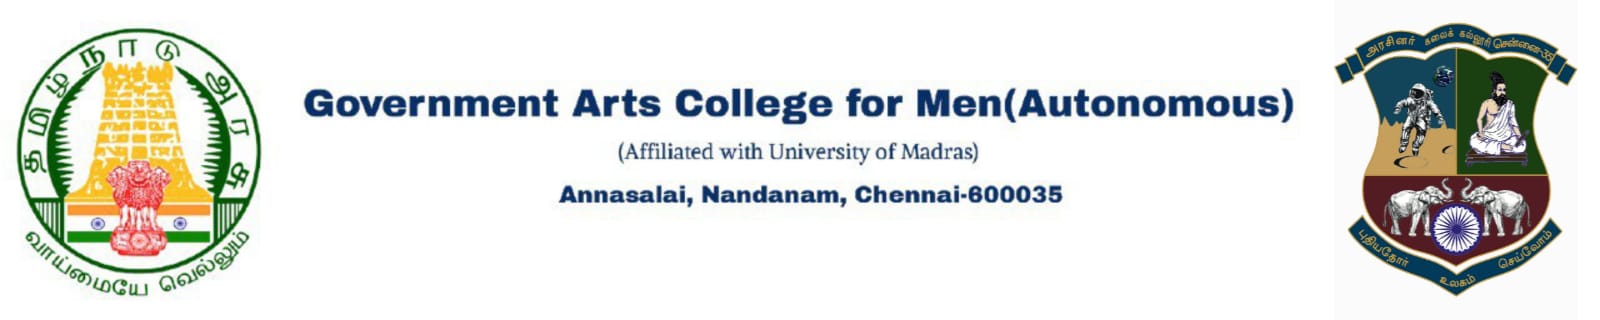 தமிழ்நாடு அரசு
வாய்மையே வெல்லும்
Government Arts College for Men(Autonomous)
(Affiliated with University of Madras)
Annasalai, Nandanam, Chennai-600035
அரசினர் கலைக் கல்லூரி சென்னை-35
புதியதோர் உலகம் செய்வோம்